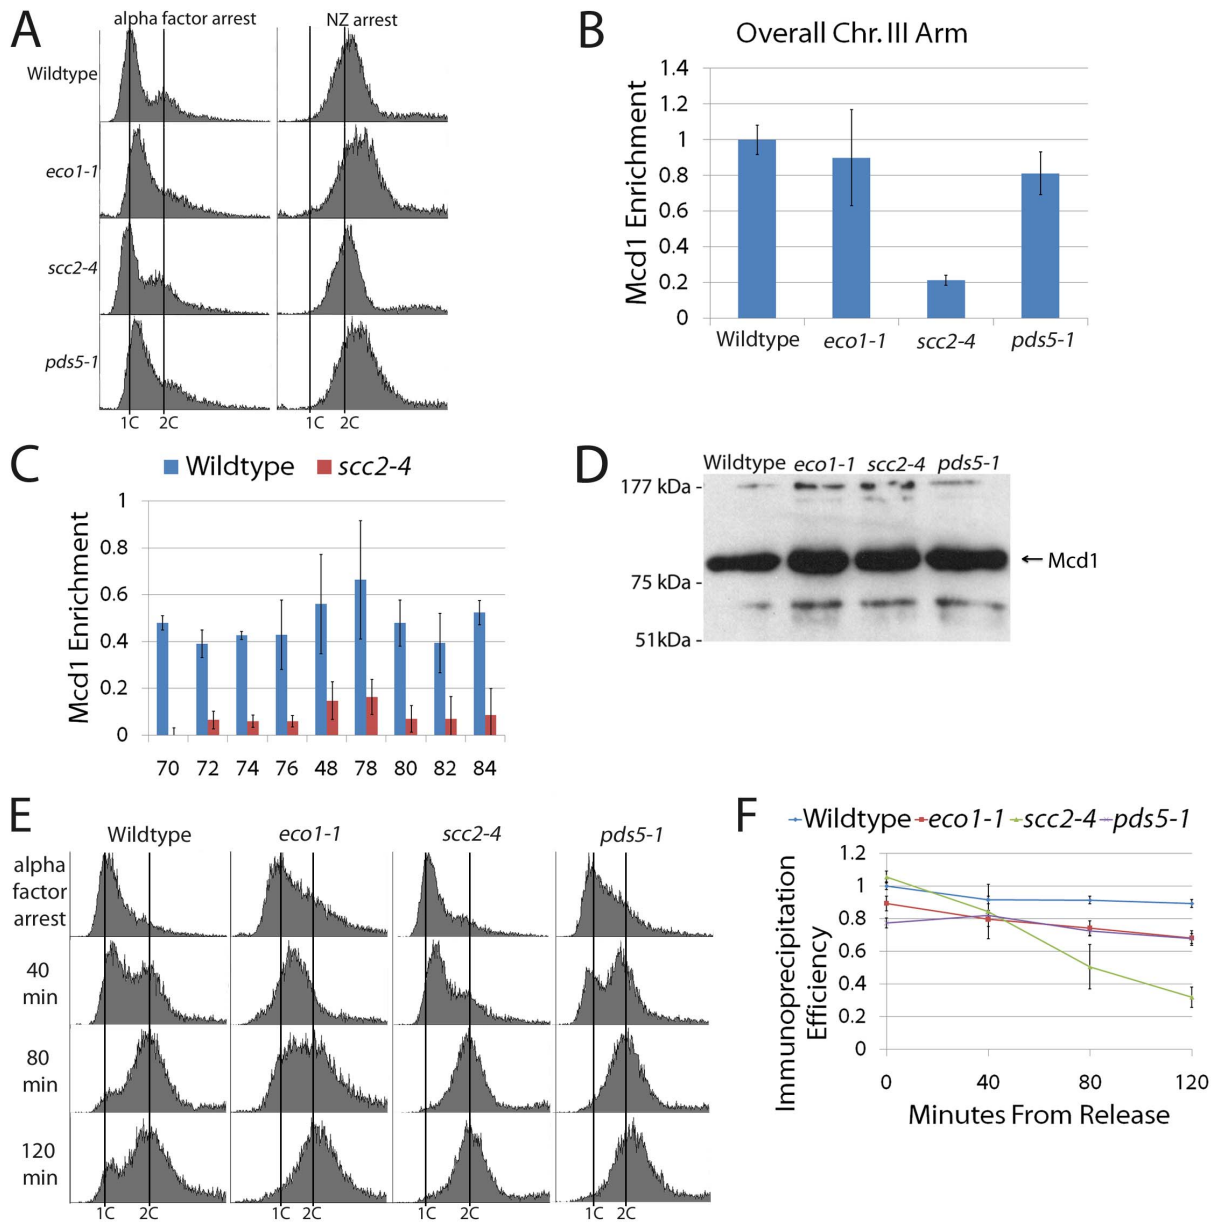 A
alpha factor arrest
NZ arrest
Wildtype
eco1-1
scc2-4
pds5-1
1C 2C
1C 2C
B
Overall Chr. III Arm
Mcd1 Enrichment
1.4
1.2
1
0.8
0.6
0.4
0.2
0
Wildtype eco1-1 scc2-4 pds5-1
C
Wildtype scc2-4
Mcd1 Enrichment
1
0.8
0.6
0.4
0.2
0
70 72 74 76 48 78 80 82 84
D
Wildtype eco1-1 scc2-4 pds5-1
177 kDa -
75 kDa -
51kDa -
← Mcd1
E
Wildtype eco1-1 scc2-4 pds5-1
alpha
factor
arrest
40
min
80
min
120
min
1C 2C
1C 2C
1C 2C
1C 2C
F
Wildtype eco1-1 scc2-4 pds5-1
Immunoprecipitation
Efficiency
1.2
1
0.8
0.6
0.4
0.2
0
0 40 80 120
Minutes From Release